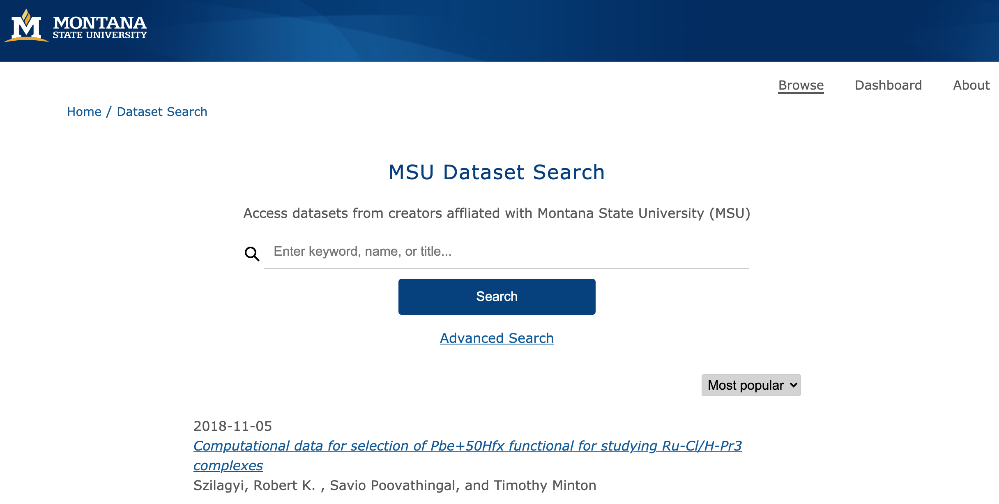 MONTANA
STATE UNIVERSITY
Browse Dashboard About
Home / Dataset Search
MSU Dataset Search
Access datasets from creators affliated with Montana State University (MSU)
Enter keyword, name, or title...
Search
Advanced Search
Most popular
2018-11-05
Computational data for selection of Pbe+50Hfx functional for studying Ru-Cl/H-Pr3
complexes
Szilagyi, Robert K. , Savio Poovathingal, and Timothy Minton